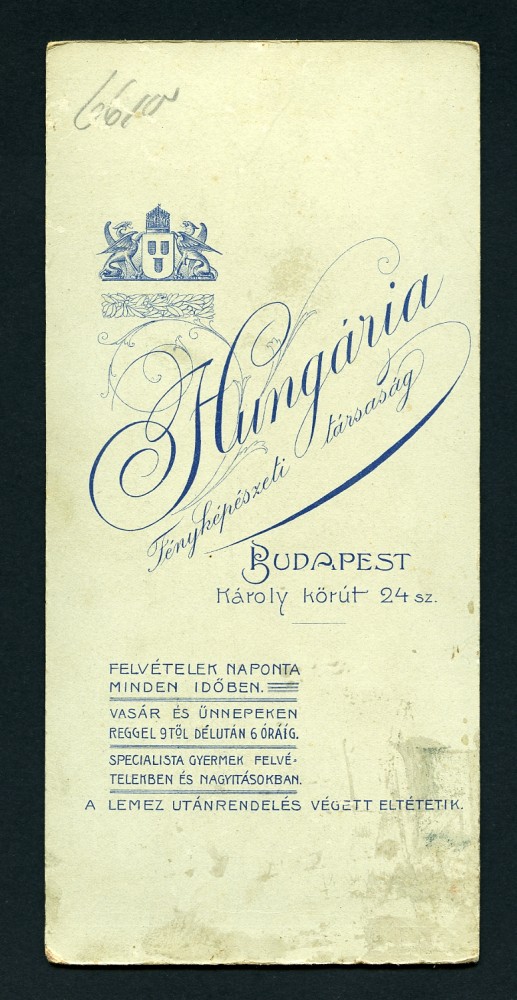 Hungária
Fényképészeti társaság
BUDAPEST
Károly körút 24 sz.
FELVÉTELEK NAPONTA
MINDEN IDŐBEN.
VASÁR ÉS ÜNNEPEKEN
REGGEL 9TŐL DÉLUTÁN 6 ÓRÁIG.
SPECIALISTA GYERMEK FELVÉ-
TELEKBEN ÉS NAGYITÁSOKBAN.
A LEMEZ UTÁNRENDELÉS VÉGETT ELTÉTETIK.